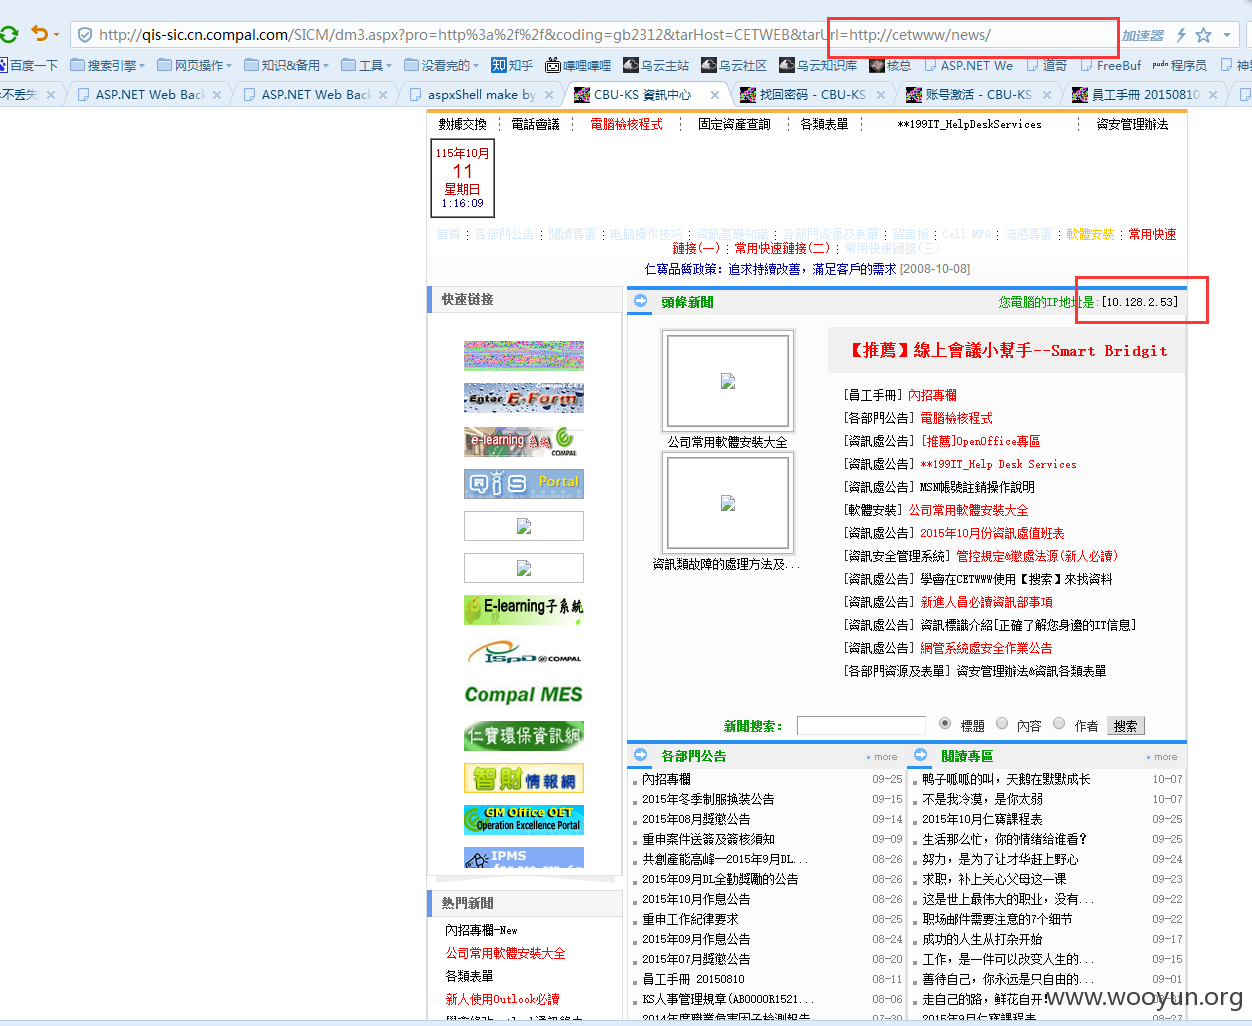 http://qis-sic.cn.compal.com/SICM/dm3.aspx?pro=http%3a%2f%2f&coding=gb2312&tarHost=CETWEB&tarUrl=http://cetwww/news/
加速器
百度一下 搜索引擎 网页操作 知识&备用 工具 没看完的 知乎 哔哩哔哩 乌云主站 乌云社区 乌云知识库 核总 ASP.NET We 道哥 FreeBuf 程序员 神
不丢失 ASP.NET Web Bac ASP.NET Web Bac aspxShell make by CBU-KS 資訊中心 找回密码 - CBU-KS 账号激活 - CBU-KS 員工手冊 20150810
數據交換 電話會議 電腦檢核程式 固定資產查詢 各類表單 **199IT_HelpDeskServices 資安管理辦法
115年10月
11
星期日
1:16:09
首頁 : 各部門公告 : 閱讀專區 : 电脑操作技巧 : 資訊基礎知識 : 各部門資源及表單 : 留言板 : Call MFG : 流感專區 : 軟體安裝 : 常用快速
鏈接(一) : 常用快速鏈接(二) : 常用快速鏈接(三)
仁寶品質政策: 追求持續改善, 滿足客戶的需求 [2008-10-08]
快速链接
頭條新聞
您電腦的IP地址是:[10.128.2.53]
【推薦】線上會議小幫手--Smart Bridgit
[員工手冊] 內招專欄
[各部門公告] 電腦檢核程式
[資訊處公告] [推薦]OpenOffice專區
[資訊處公告] **199IT_Help Desk Services
[資訊處公告] MSN帳號註銷操作說明
[軟體安裝] 公司常用軟體安裝大全
[資訊處公告] 2015年10月份資訊處值班表
[資訊安全管理系統] 管控規定&懲處法源(新人必讀)
[資訊處公告] 學會在CETWWW使用【搜索】來找資料
[資訊處公告] 新進人員必讀資訊部事項
[資訊處公告] 資訊標識介紹[正確了解您身邊的IT信息]
[資訊處公告] 網管系統處安全作業公告
[各部門資源及表單] 資安管理辦法&資訊各類表單
公司常用軟體安裝大全
資訊類故障的處理方法及...
Enter E-Form
e-learning 系統
COMPAL
QIS Portal
E-learning子系統
ISpD@COMPAL
Compal MES
仁寶環保資訊網
智財情報網
GM Office OET
Operation Excellence Portal
IPMS
新聞搜索: 標題 內容 作者 搜索
各部門公告 more
內招專欄 09-25
2015年冬季制服換裝公告 09-15
2015年08月獎懲公告 09-14
重申案件送簽及簽核須知 09-09
共創產能高峰—2015年9月DL... 08-26
2015年09月DL全勤獎勵的公告 08-26
2015年10月作息公告 08-26
重申工作紀律要求 08-25
2015年09月作息公告 08-24
2015年07月獎懲公告 08-20
員工手冊 20150810 08-11
KS人事管理規章(AB0000R1521... 08-06
2014年度職業危害因子檢測報告 07-30
閱讀專區 more
鸭子呱呱的叫, 天鹅在默默成长 10-07
不是我冷漠, 是你太弱 10-07
2015年10月仁寶課程表 09-25
生活那么忙, 你的情绪给谁看? 09-25
努力, 是为了让才华赶上野心 09-24
求职, 补上关心父母这一课 09-23
这是世上最伟大的职业, 没有... 09-22
职场邮件需要注意的7个细节 09-22
成功的人生从打杂开始 09-17
工作, 是一件可以改变人生的... 09-15
善待自己, 你永远是只自由的... 09-01
走自己的路, 鲜花自开!
2015年9月仁寶課程表
熱門新聞
內招專欄-New
公司常用軟體安裝大全
各類表單
新人使用Outlook必讀
www.wooyun.org